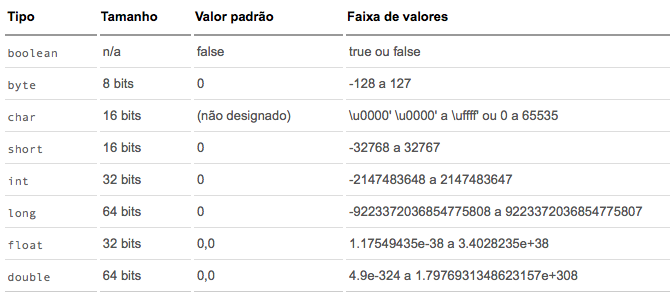 Tipo Tamanho Valor padrão Faixa de valores
boolean n/a false true ou false
byte 8 bits 0 -128 a 127
char 16 bits (não designado) \u0000' \u0000' a \uffff' ou 0 a 65535
short 16 bits 0 -32768 a 32767
int 32 bits 0 -2147483648 a 2147483647
long 64 bits 0 -9223372036854775808 a 9223372036854775807
float 32 bits 0,0 1.17549435e-38 a 3.4028235e+38
double 64 bits 0,0 4.9e-324 a 1.7976931348623157e+308